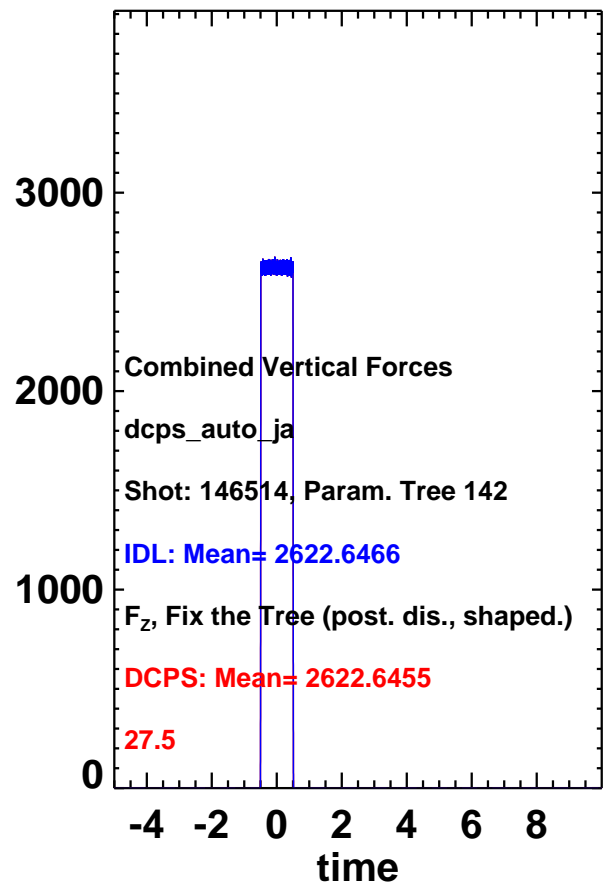 3000
Combined Vertical Forces
2000
dcps_auto_ja
Shot: 146514, Param. Tree 142
IDL: Mean= 2622.6466
1000
Fz, Fix the Tree (post. dis., shaped.)
DCPS: Mean= 2622.6455
27.5
0
-4 -2 0 2 4 6 8
time